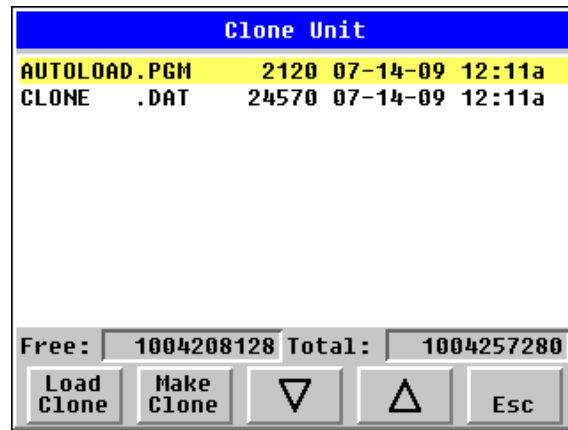 Clone Unit
AUTOLOAD.PGM 2120 07-14-09 12:11a
CLONE .DAT 24570 07-14-09 12:11a
Free: 1004208128 Total: 1004257280
Load Clone Make Clone Esc